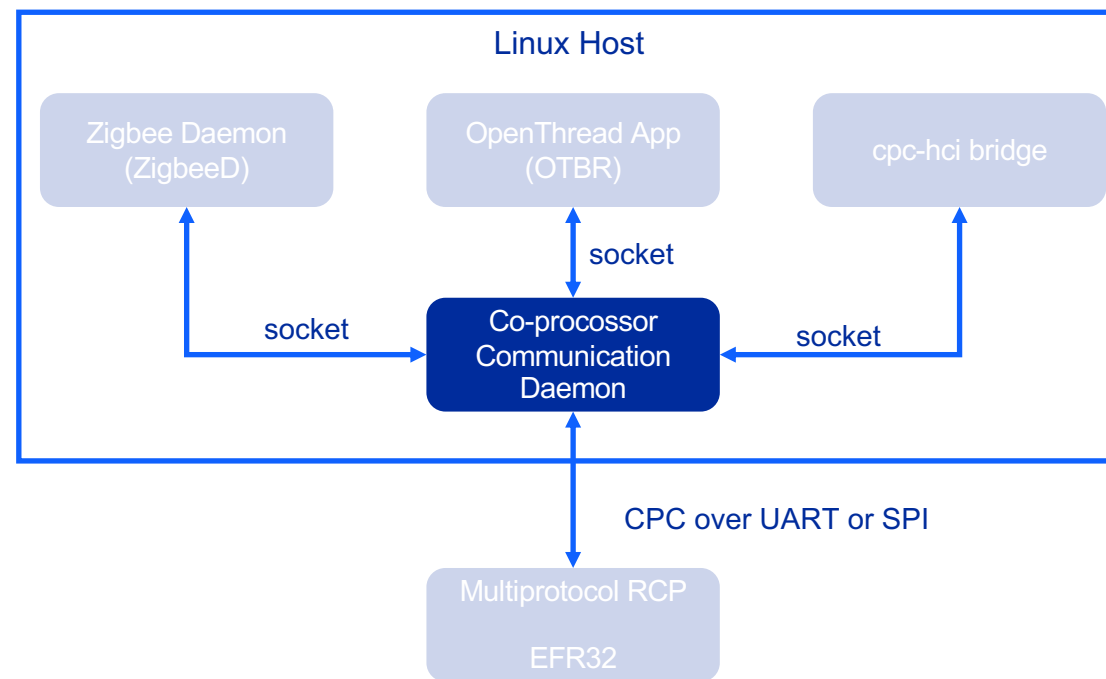 Linux Host
Zigbee Daemon
(ZigbeeD)
OpenThread App
(OTBR)
cpc-hci bridge
socket
socket
socket
Co-procossor
Communication
Daemon
CPC over UART or SPI
Multiprotocol RCP
EFR32